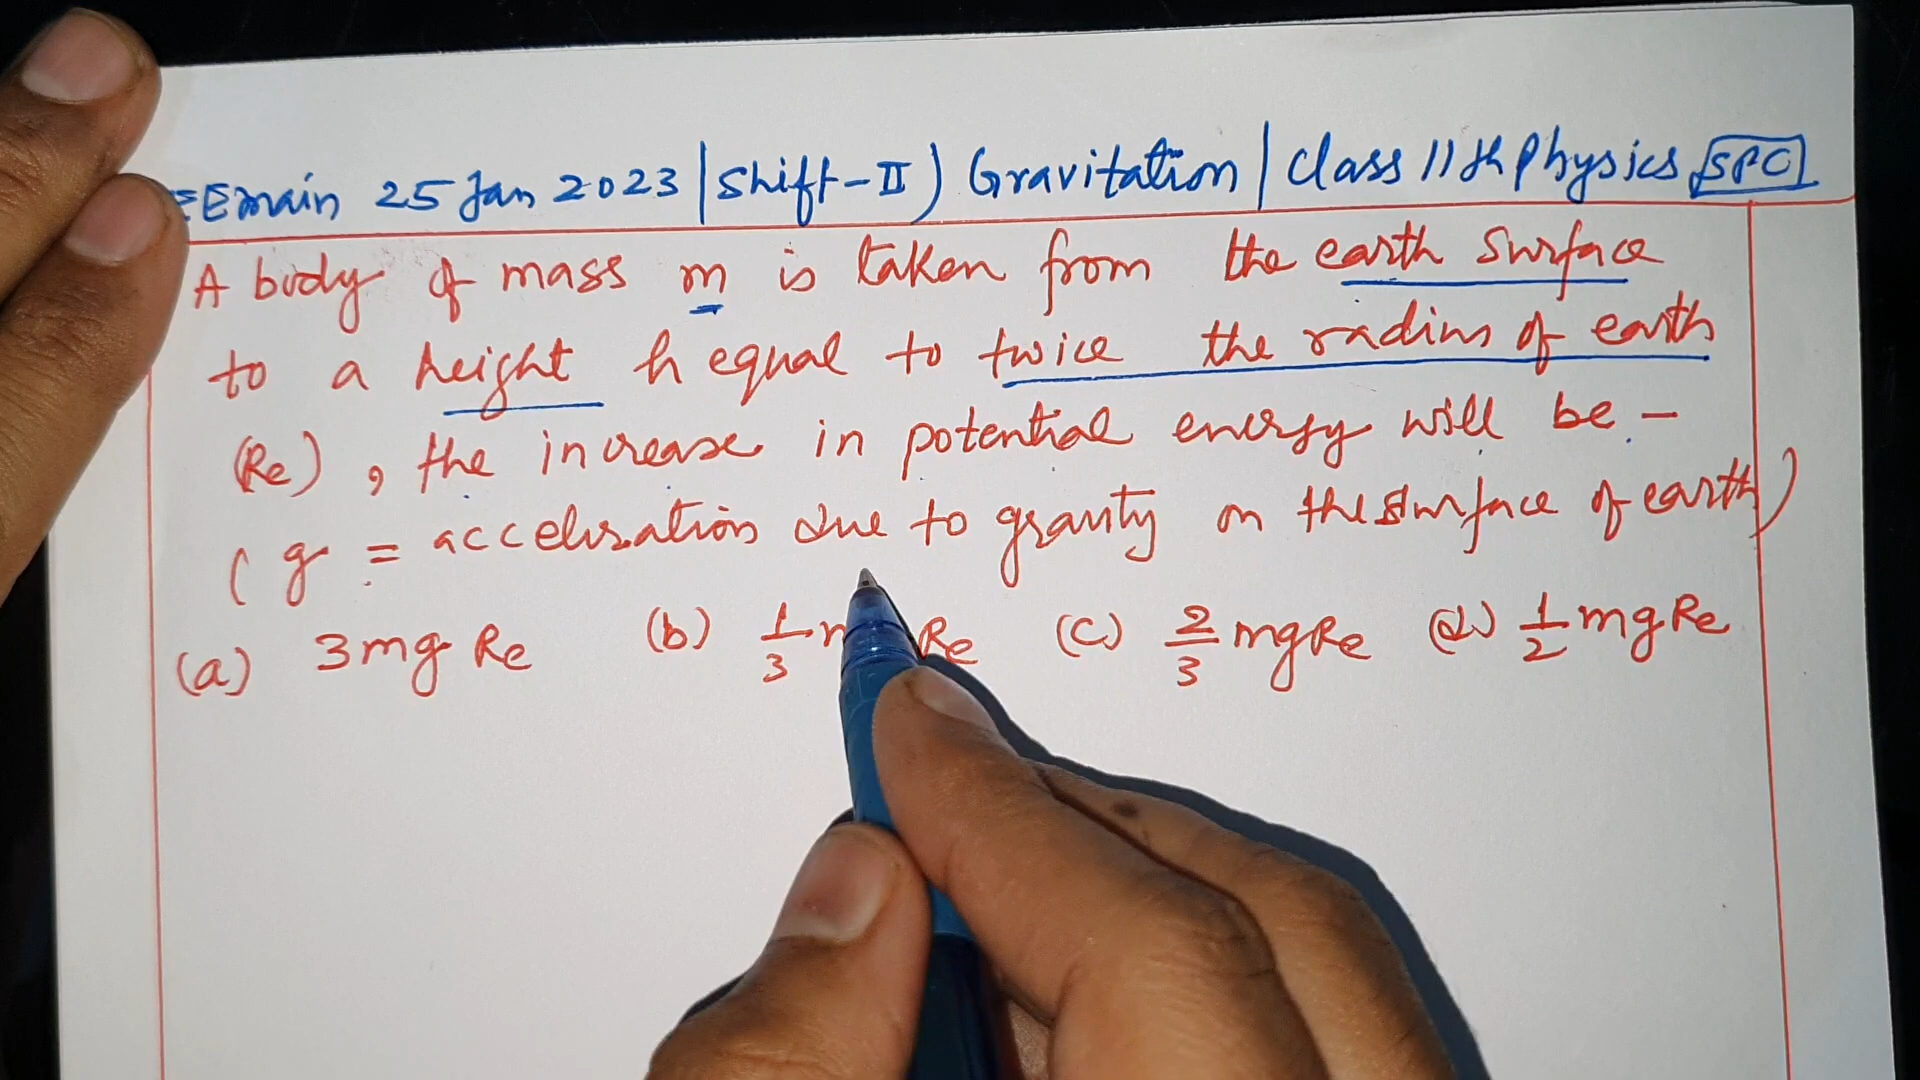 Emain 25 Jan 2023 | Shift-II) Gravitation | Class 11th Physics SPC
A body of mass m is taken from the earth surface
to a height h equal to twice the radius of earth
(Re), the increase in potential energy will be -
(g = acceleration due to gravity on the surface of earth)
(a) 3mg Re (b) 1/3 m Re (c) 2/3 mgRe (d) 1/2 mgRe